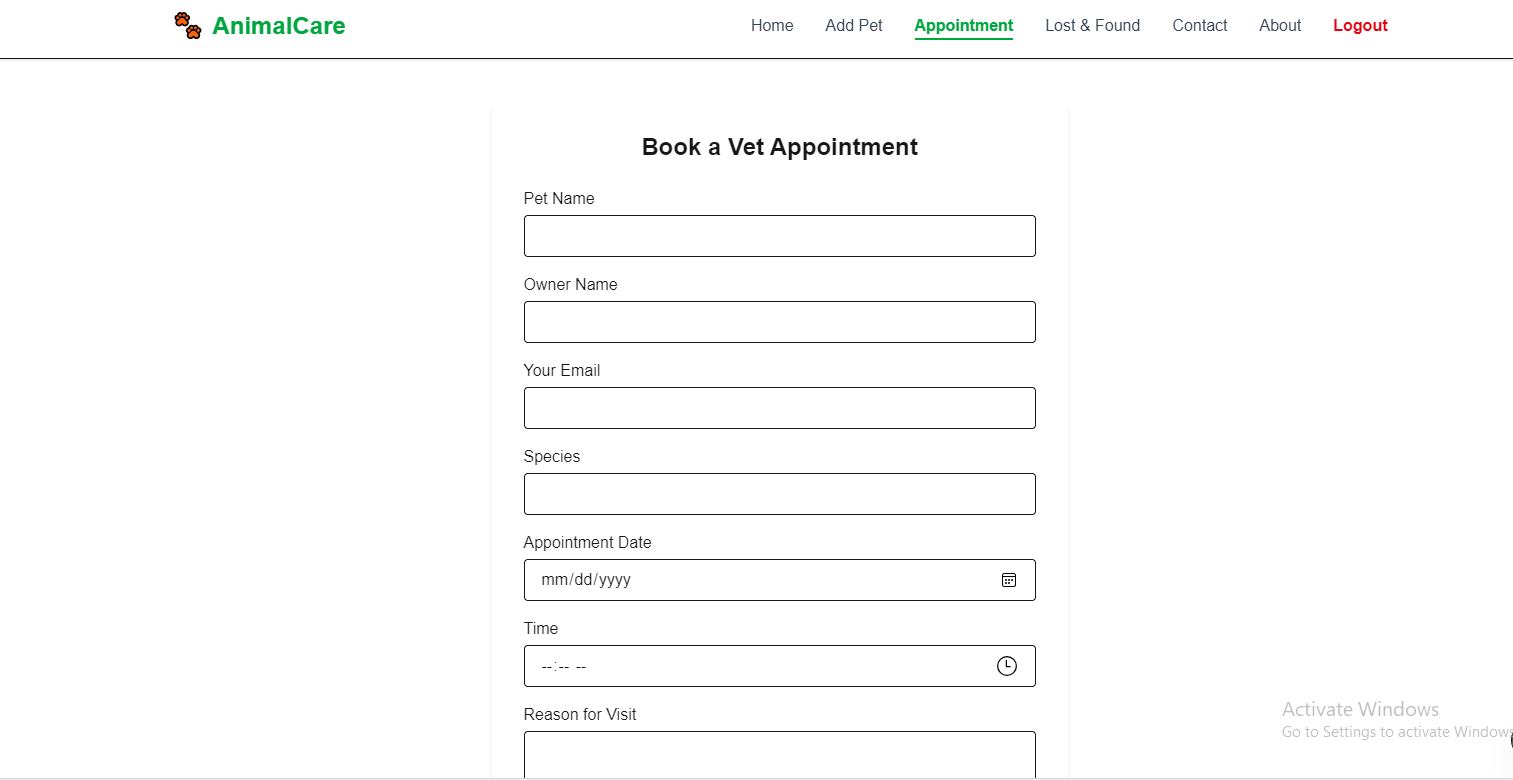 AnimalCare
Home Add Pet Appointment Lost & Found Contact About Logout
Book a Vet Appointment
Pet Name
Owner Name
Your Email
Species
Appointment Date
mm/dd/yyyy
Time
--:-- --
Reason for Visit
Activate Windows
Go to Settings to activate Windows